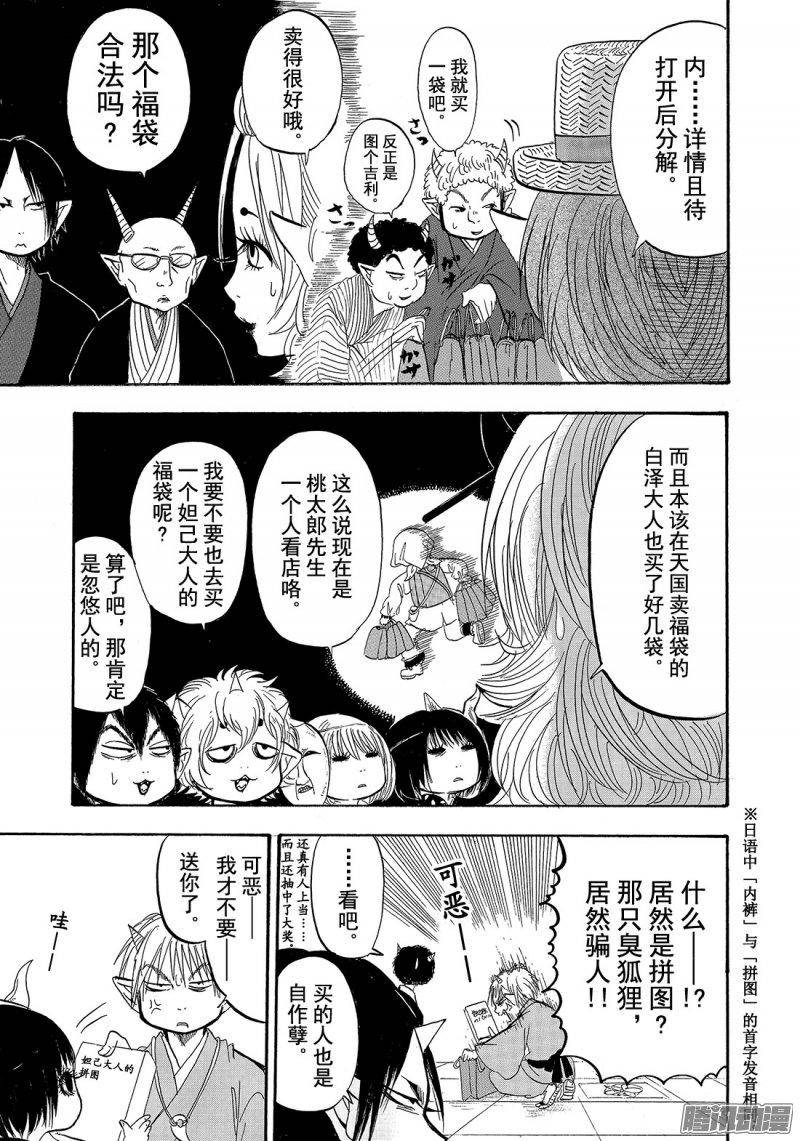 内……详情且待
打开后分解。
我就买
一袋吧。
反正是
图个吉利。
さっ
さっ
ガサ
ガサ
卖得很好哦。
那个福袋
合法吗？
而且本该在天国卖福袋的
白泽大人也买了好几袋。
这么说现在是
桃太郎先生
一个人看店咯。
我要不要也去买
一个妲己大人的
福袋呢？
算了吧，那肯定
是忽悠人的。
什么——!?
居然是拼图？
那只臭狐狸，
居然骗人!!
可恶——
……看吧。
还真有人上当……
而且还抽中了大奖。
买的人也是
自作孽。
可恶——
我才不要——
送你了。
哇——
妲己大人的
拼图
※日语中「内裤」与「拼图」的首字发音相同
腾讯动漫